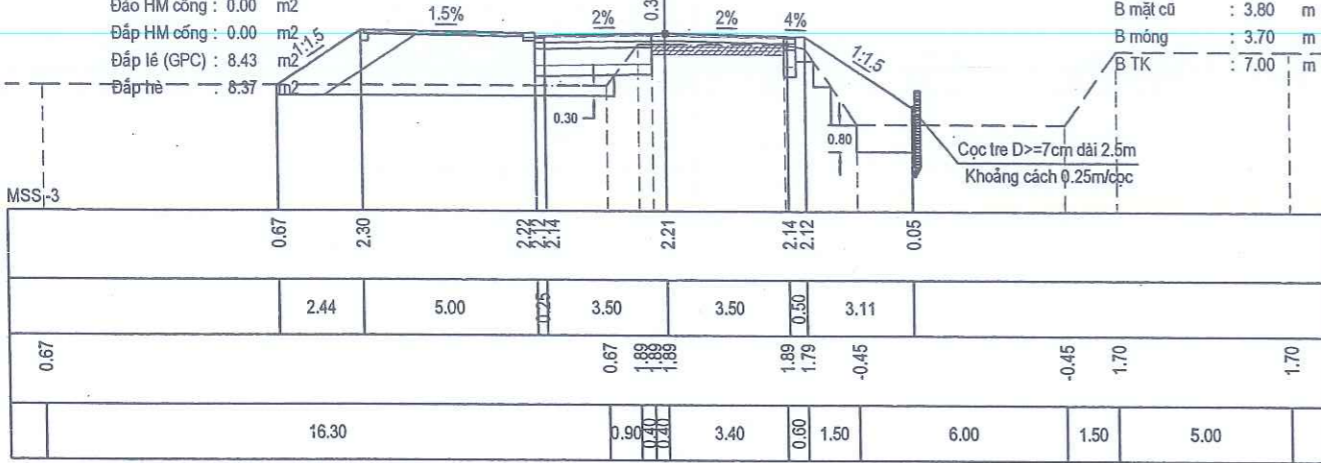 Đào HM cống : 0.00 m2
Đắp HM cống : 0.00 m2
Đắp lề (GPC) : 8.43 m2
Đắp hè : 8.37 m2
1:1.5
1.5%
2%
0.3
2%
4%
1:1.5
B mặt cũ : 3.80 m
B móng : 3.70 m
B TK : 7.00 m
0.30
0.80
Cọc tre D>=7cm dài 2.5m
Khoảng cách 0.25m/cọc
MSS -3
0.67 2.30 2.22 2.12 2.14 2.21 2.14 2.12 0.05
2.44 5.00 0.25 3.50 3.50 0.50 3.11
0.67 0.67 1.89 1.89 1.89 1.89 1.79 -0.45 -0.45 1.70 1.70
16.30 0.90 0.40 0.40 3.40 0.60 1.50 6.00 1.50 5.00